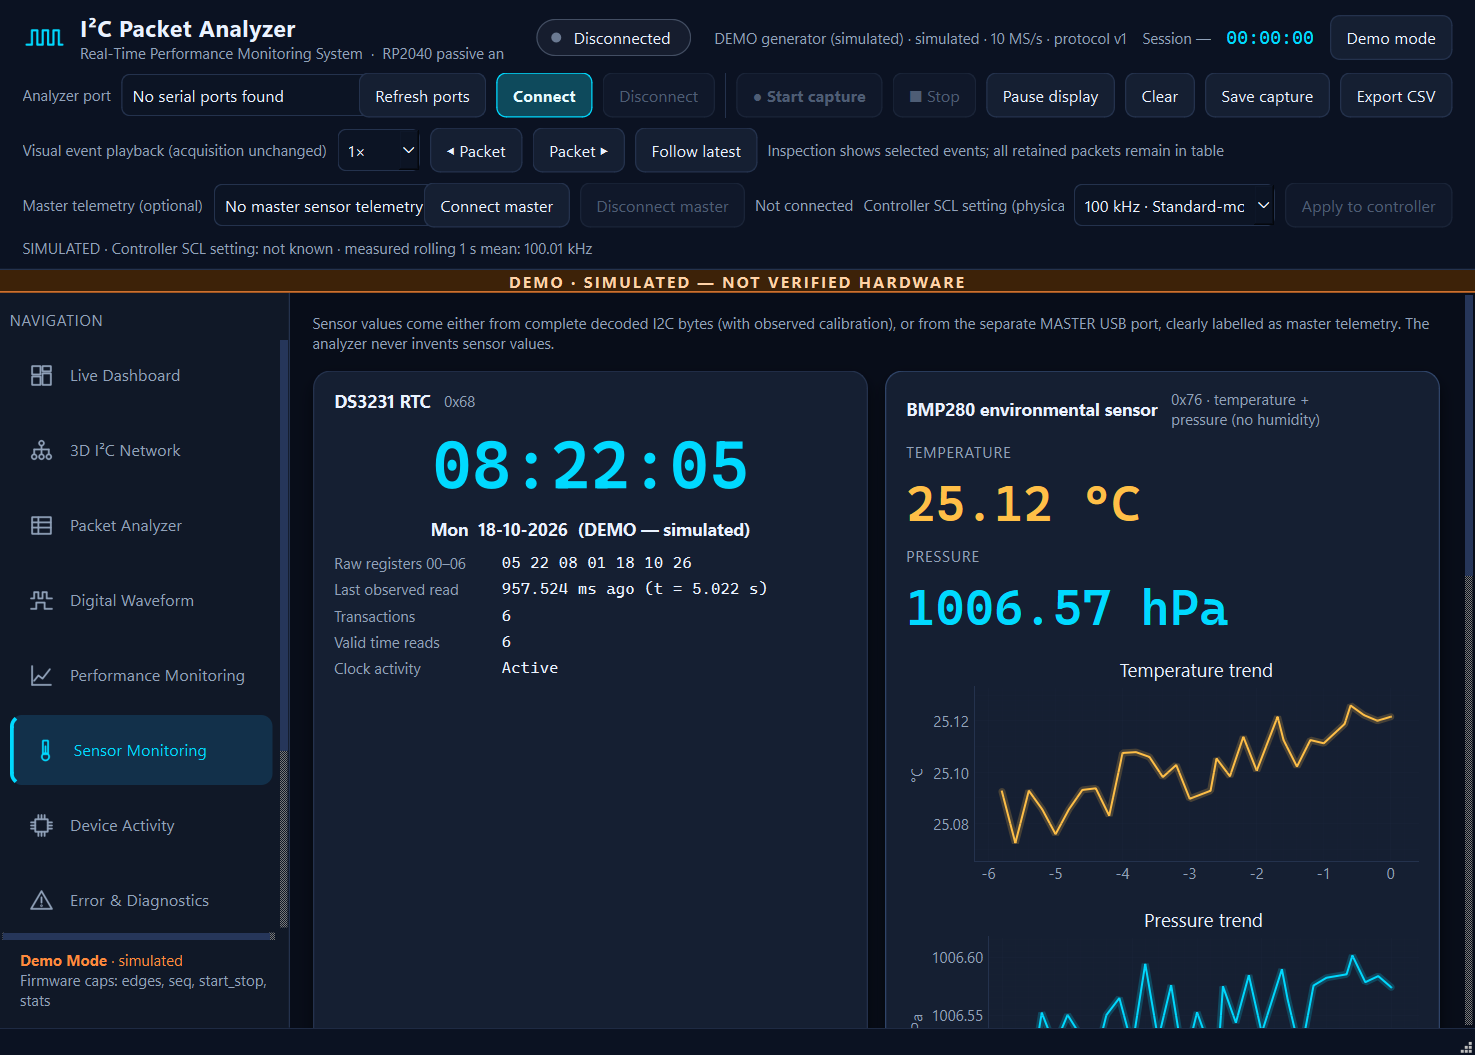 I²C Packet Analyzer
Real-Time Performance Monitoring System · RP2040 passive an
Disconnected
DEMO generator (simulated) · simulated · 10 MS/s · protocol v1
Session —
00:00:00
Demo mode
Analyzer port
No serial ports found
Refresh ports
Connect
Disconnect
● Start capture
■ Stop
Pause display
Clear
Save capture
Export CSV
Visual event playback (acquisition unchanged)
1×
◂ Packet
Packet ▸
Follow latest
Inspection shows selected events; all retained packets remain in table
Master telemetry (optional)
No master sensor telemetry
Connect master
Disconnect master
Not connected
Controller SCL setting (physica
100 kHz · Standard-mo
Apply to controller
SIMULATED · Controller SCL setting: not known · measured rolling 1 s mean: 100.01 kHz
DEMO · SIMULATED — NOT VERIFIED HARDWARE
NAVIGATION
Live Dashboard
3D I²C Network
Packet Analyzer
Digital Waveform
Performance Monitoring
Sensor Monitoring
Device Activity
Error & Diagnostics
Demo Mode · simulated
Firmware caps: edges, seq, start_stop,
stats
Sensor values come either from complete decoded I2C bytes (with observed calibration), or from the separate MASTER USB port, clearly labelled as master telemetry. The
analyzer never invents sensor values.
DS3231 RTC 0x68
08:22:05
Mon 18-10-2026 (DEMO — simulated)
Raw registers 00–06 05 22 08 01 18 10 26
Last observed read 957.524 ms ago (t = 5.022 s)
Transactions 6
Valid time reads 6
Clock activity Active
BMP280 environmental sensor
0x76 · temperature +
pressure (no humidity)
TEMPERATURE
25.12 °C
PRESSURE
1006.57 hPa
Temperature trend
°C
25.12
25.10
25.08
-6 -5 -4 -3 -2 -1 0
Pressure trend
1006.60
1006.55